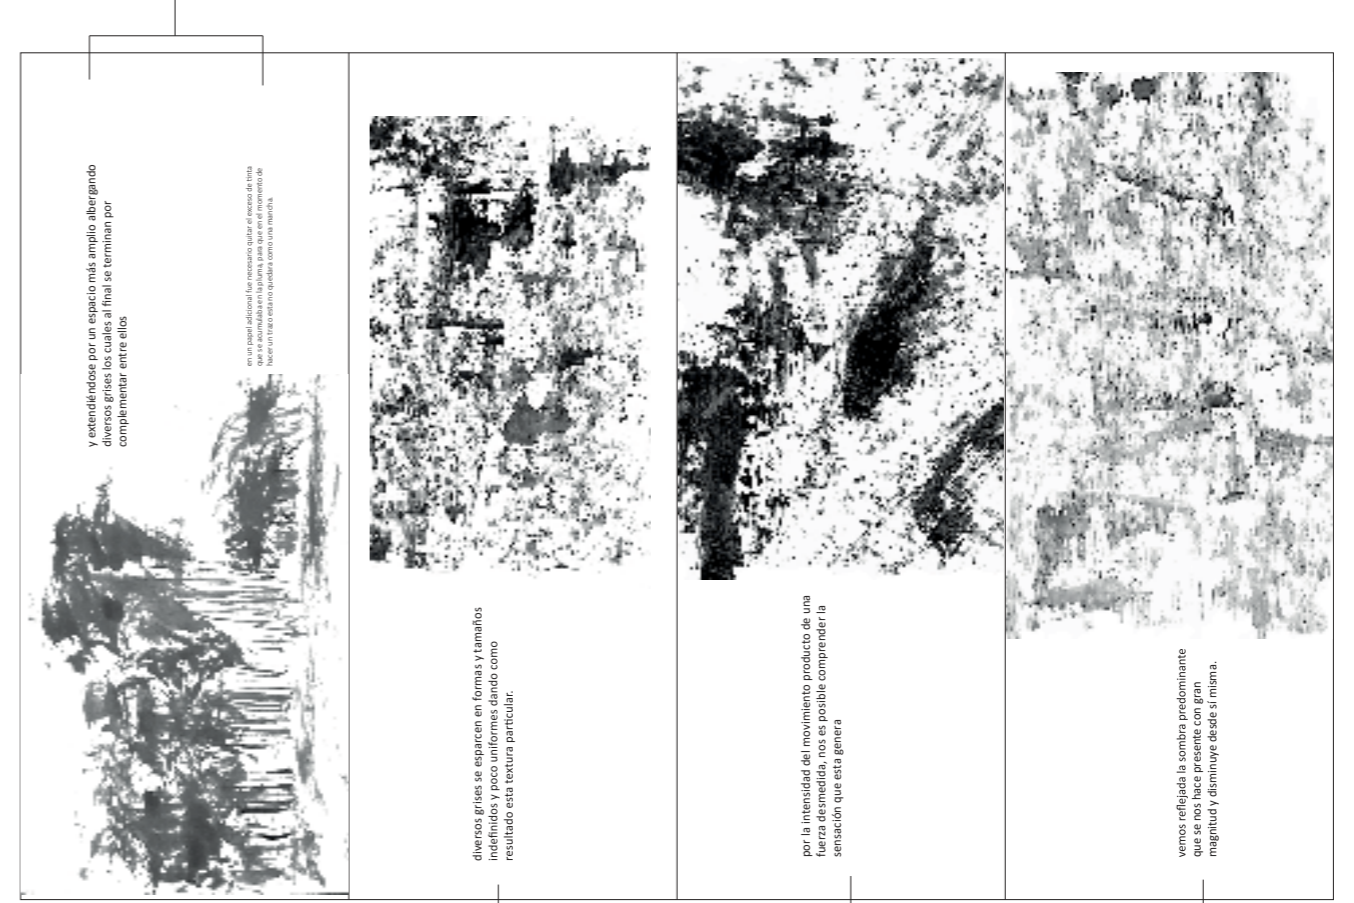 y extendiéndose por un espacio más amplio albergando
diversos grises los cuales al final se terminan por
complementar entre ellos
en un papel adicional fue necesario quitar el exceso de tinta
que se acumulaba en la pluma, para que en el momento de
hacer un trazo esta no quedara como una mancha.
diversos grises se esparcen en formas y tamaños
indefinidos y poco uniformes dando como
resultado esta textura particular.
por la intensidad del movimiento producto de una
fuerza desmedida, nos es posible comprender la
sensación que esta genera
vemos reflejada la sombra predominante
que se nos hace presente con gran
magnitud y disminuye desde sí misma.